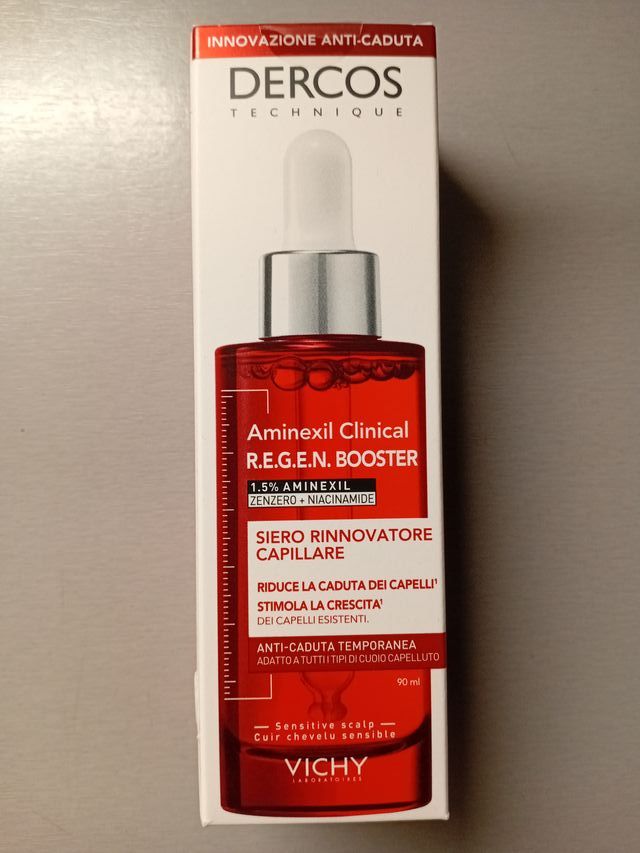 INNOVAZIONE ANTI-CADUTA
DERCOS
TECHNIQUE
Aminexil Clinical
R.E.G.E.N. BOOSTER
1.5% AMINEXIL
ZENZERO + NIACINAMIDE
SIERO RINNOVATORE
CAPILLARE
RIDUCE LA CADUTA DEI CAPELLI¹
STIMOLA LA CRESCITA¹
DEI CAPELLI ESISTENTI.
ANTI-CADUTA TEMPORANEA
ADATTO A TUTTI I TIPI DI CUOIO CAPELLUTO
90 ml
Sensitive scalp
Cuir chevelu sensible
VICHY
LABORATOIRES